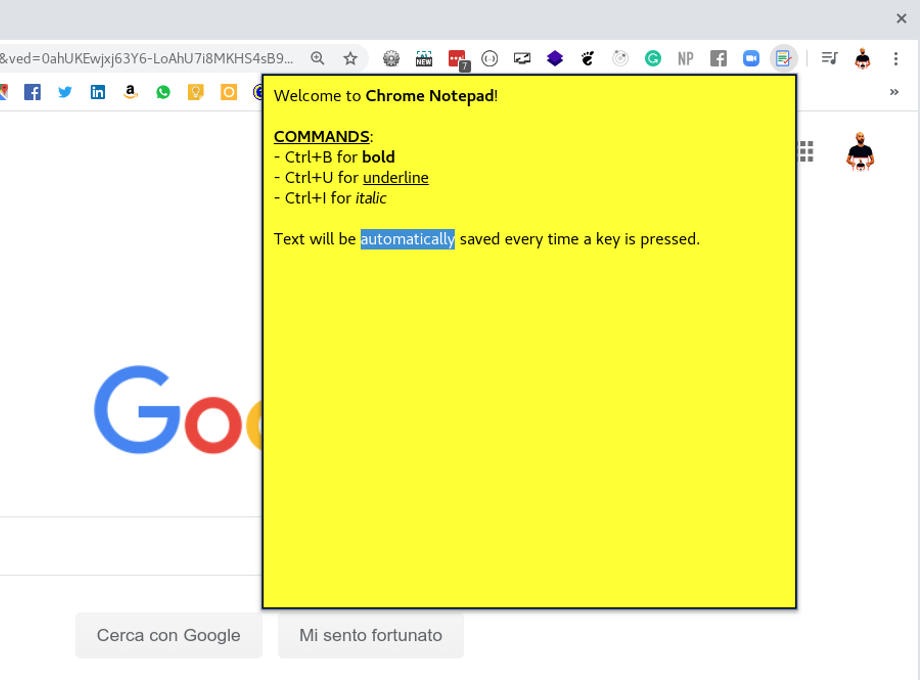 &ved=0ahUKEwjxj63Y6-LoAhU7i8MKHS4sB9...
NEW
7
NP
Welcome to Chrome Notepad!
COMMANDS:
- Ctrl+B for bold
- Ctrl+U for underline
- Ctrl+I for italic
Text will be automatically saved every time a key is pressed.
Goo
Cerca con Google
Mi sento fortunato